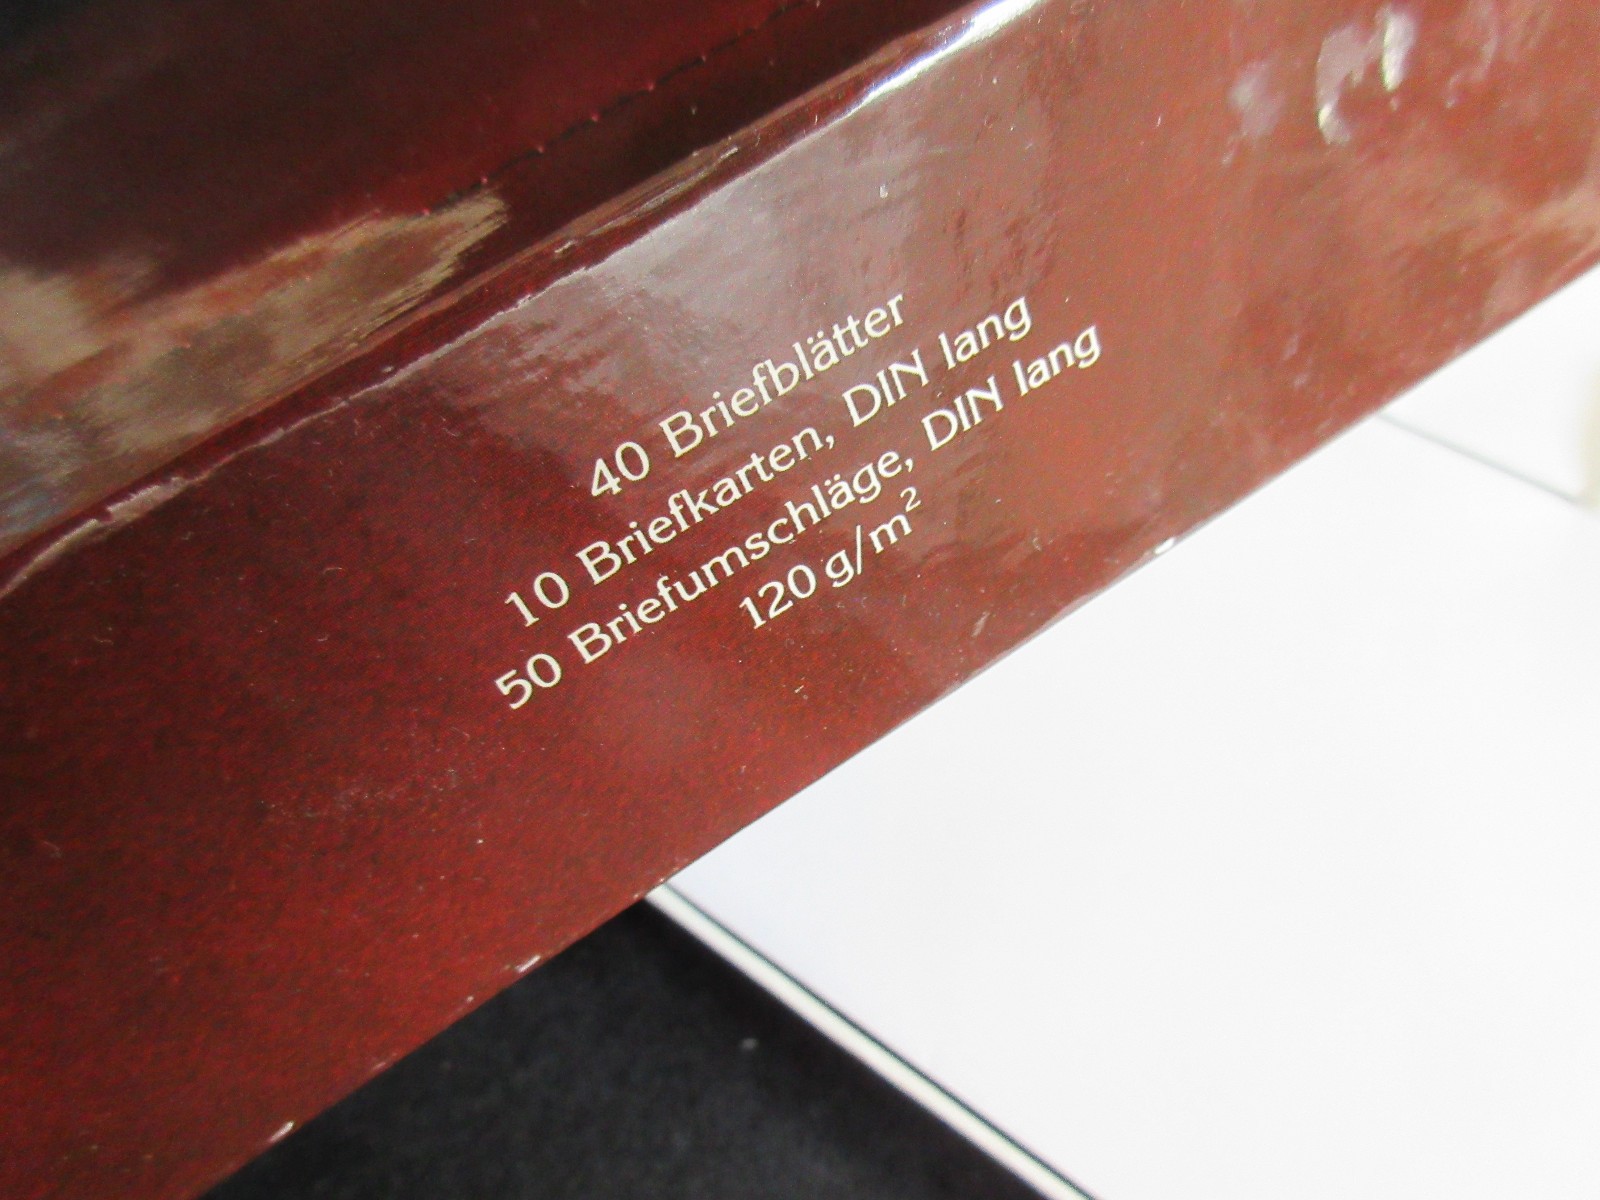 40 Briefblätter
10 Briefkarten, DIN lang
50 Briefumschläge, DIN lang
120 g/m²